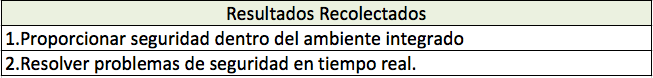 Resultados Recolectados
1.Proporcionar seguridad dentro del ambiente integrado
2.Resolver problemas de seguridad en tiempo real.